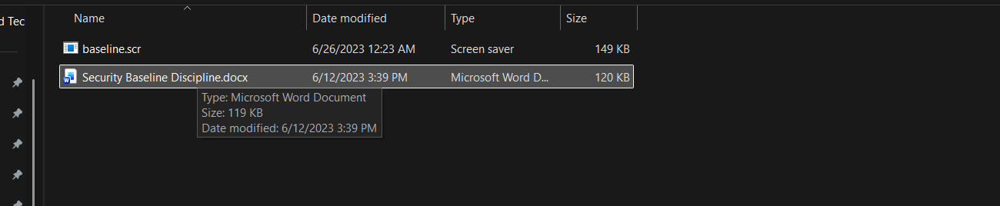 Name Date modified Type Size
d Tec
baseline.scr 6/26/2023 12:23 AM Screen saver 149 KB
Security Baseline Discipline.docx 6/12/2023 3:39 PM Microsoft Word D... 120 KB
Type: Microsoft Word Document
Size: 119 KB
Date modified: 6/12/2023 3:39 PM